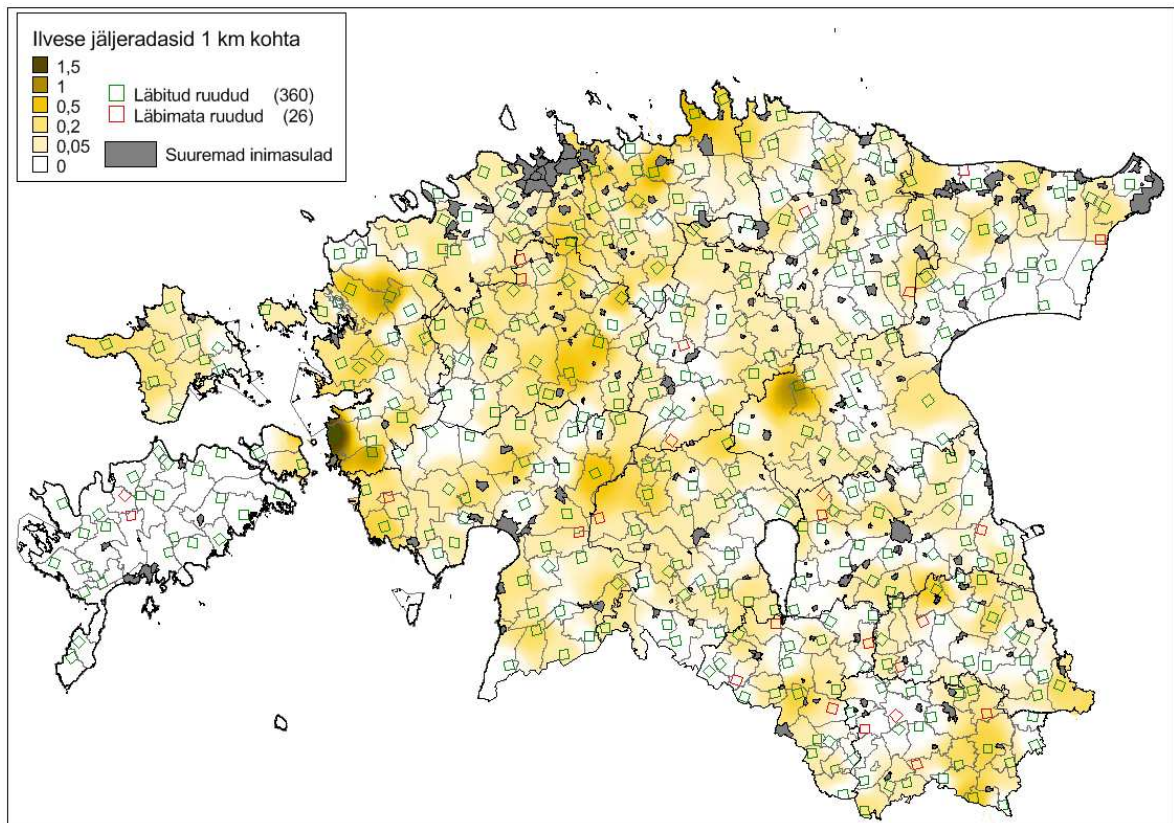 Ilvese jäljeradasid 1 km kohta
1,5
1
0,5
0,2
0,05
0
Läbitud ruudud (360)
Läbimata ruudud (26)
Suuremad inimasulad